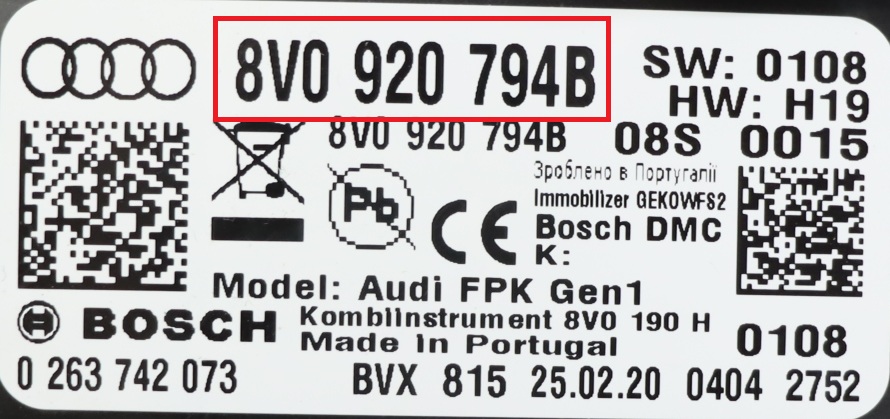 8V0 920 794B
SW: 0108
HW: H19
8V0 920 794B 08S 0015
Зроблено в Португалії
Immobilizer GEKOWFS2
Pb
CE
Bosch DMC
K:
Model: Audi FPK Gen1
BOSCH
Kombiinstrument 8V0 190 H
0108
Made in Portugal
0 263 742 073
BVX 815 25.02.20 0404 2752